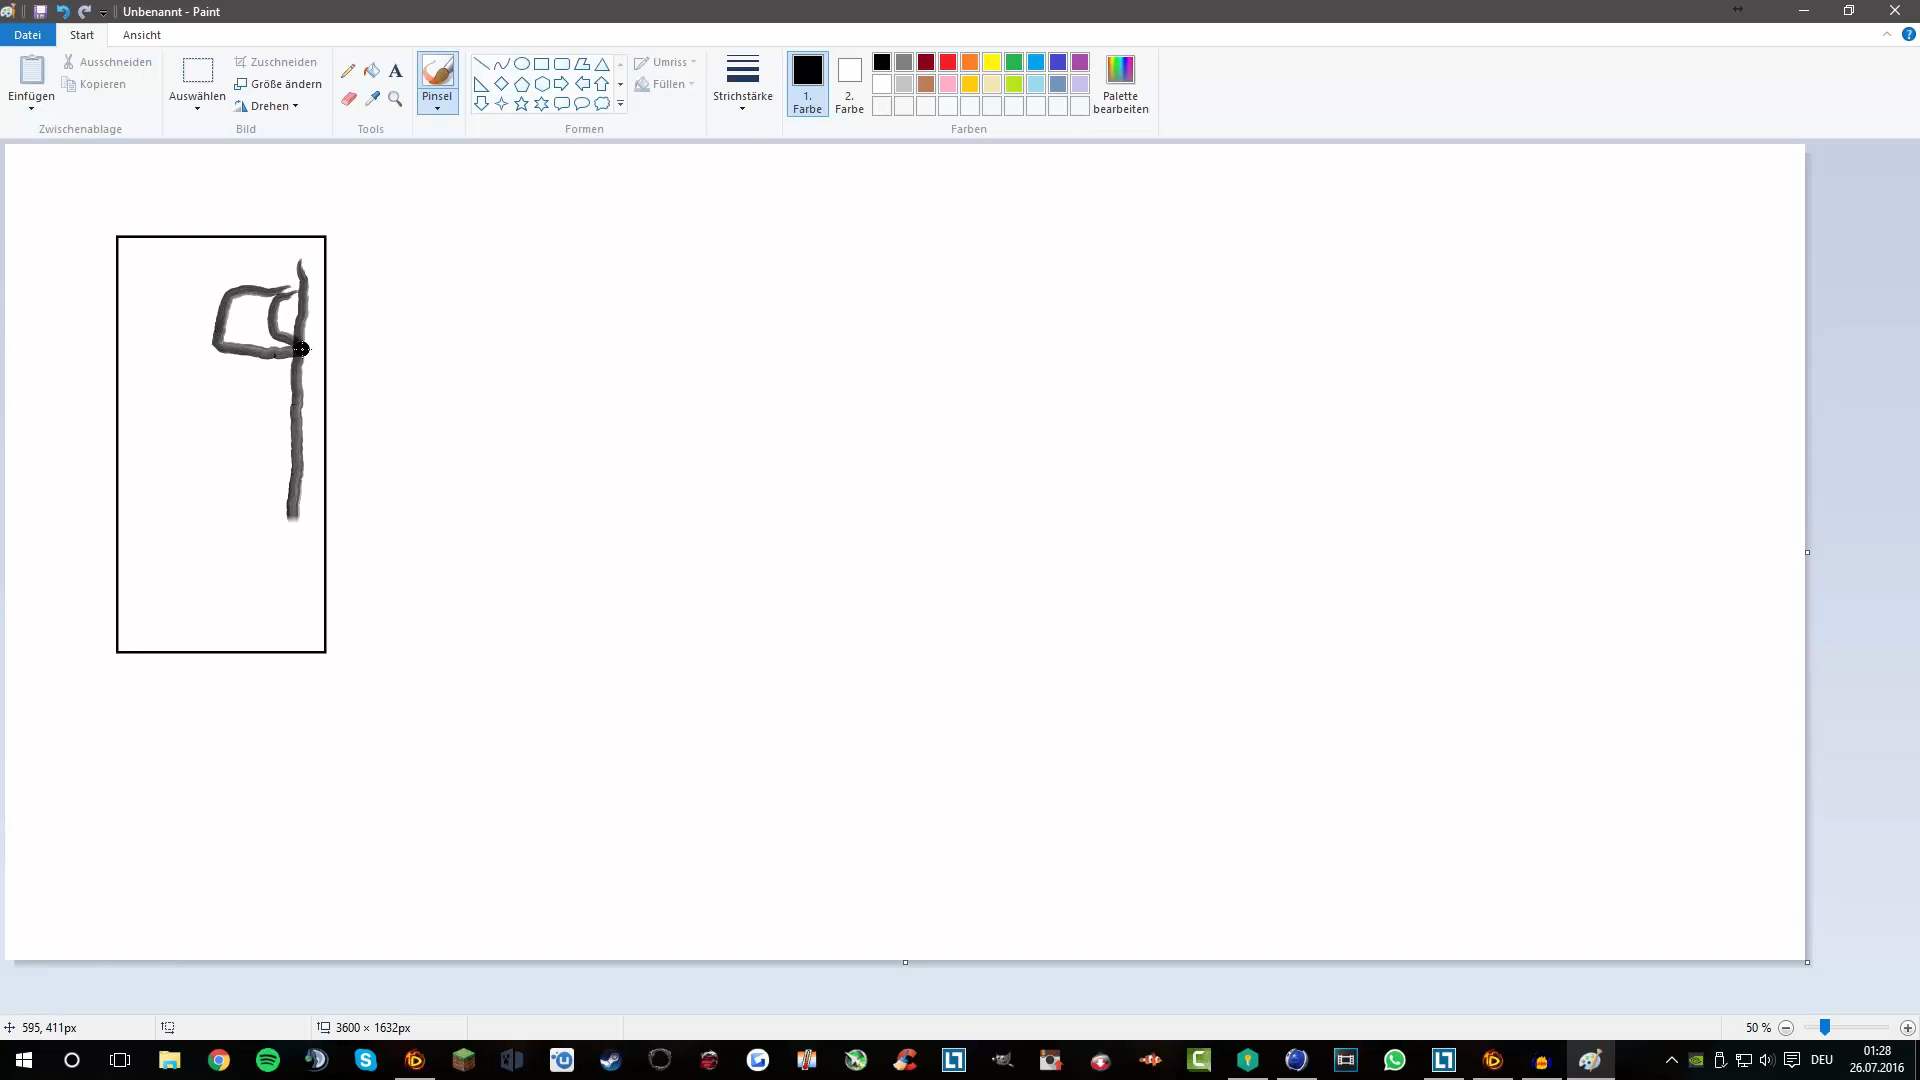 Unbenannt - Paint
Datei Start Ansicht
Einfügen
Ausschneiden
Kopieren
Zwischenablage
Auswählen
Zuschneiden
Größe ändern
Drehen
Bild
A
Tools
Pinsel
Formen
Umriss
Füllen
Strichstärke
1.
Farbe
2.
Farbe
Palette
bearbeiten
Farben
595, 411px
3600 × 1632px
50 %
DEU
01:28
26.07.2016